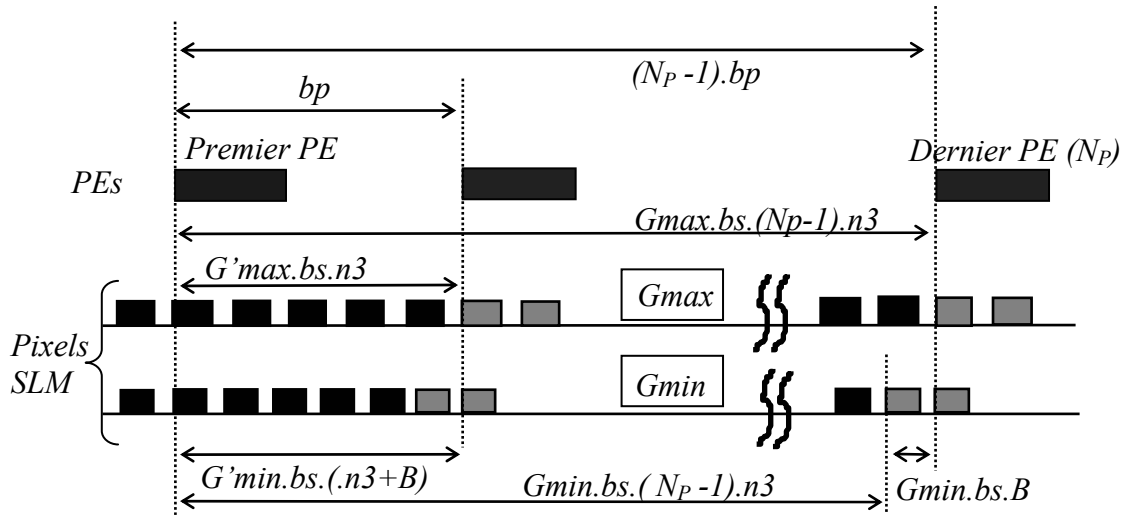 (N_P -1).bp
bp
Premier PE
Dernier PE (N_P)
PEs
Gmax.bs.(Np-1).n3
G'max.bs.n3
Gmax
Pixels
SLM
Gmin
G'min.bs.(.n3+B)
Gmin.bs.( N_P -1).n3
Gmin.bs.B